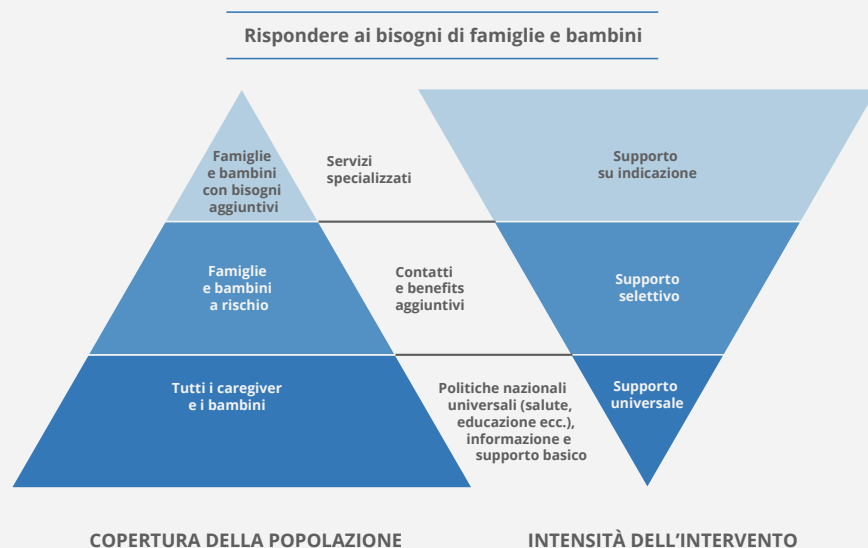 Rispondere ai bisogni di famiglie e bambini
Famiglie
e bambini
con bisogni
aggiuntivi
Servizi
specializzati
Supporto
su indicazione
Famiglie
e bambini
a rischio
Contatti
e benefits
aggiuntivi
Supporto
selettivo
Tutti i caregiver
e i bambini
Politiche nazionali
universali (salute,
educazione ecc.),
informazione e
supporto basico
Supporto
universale
COPERTURA DELLA POPOLAZIONE
INTENSITÀ DELL’INTERVENTO